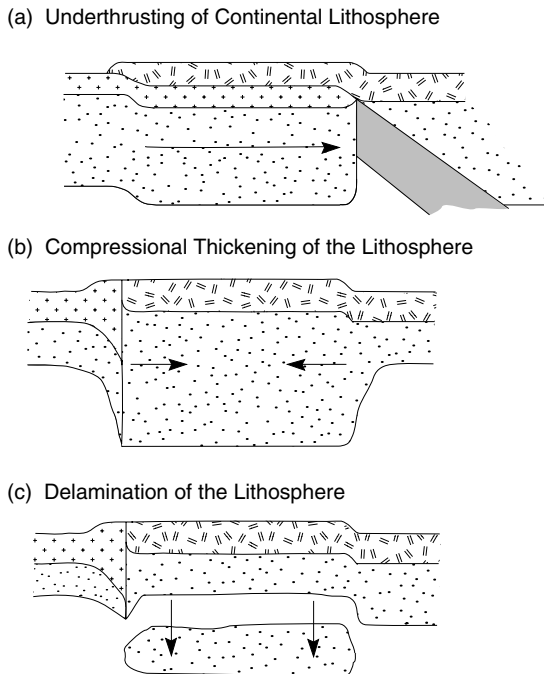 (a) Underthrusting of Continental Lithosphere
(b) Compressional Thickening of the Lithosphere
(c) Delamination of the Lithosphere